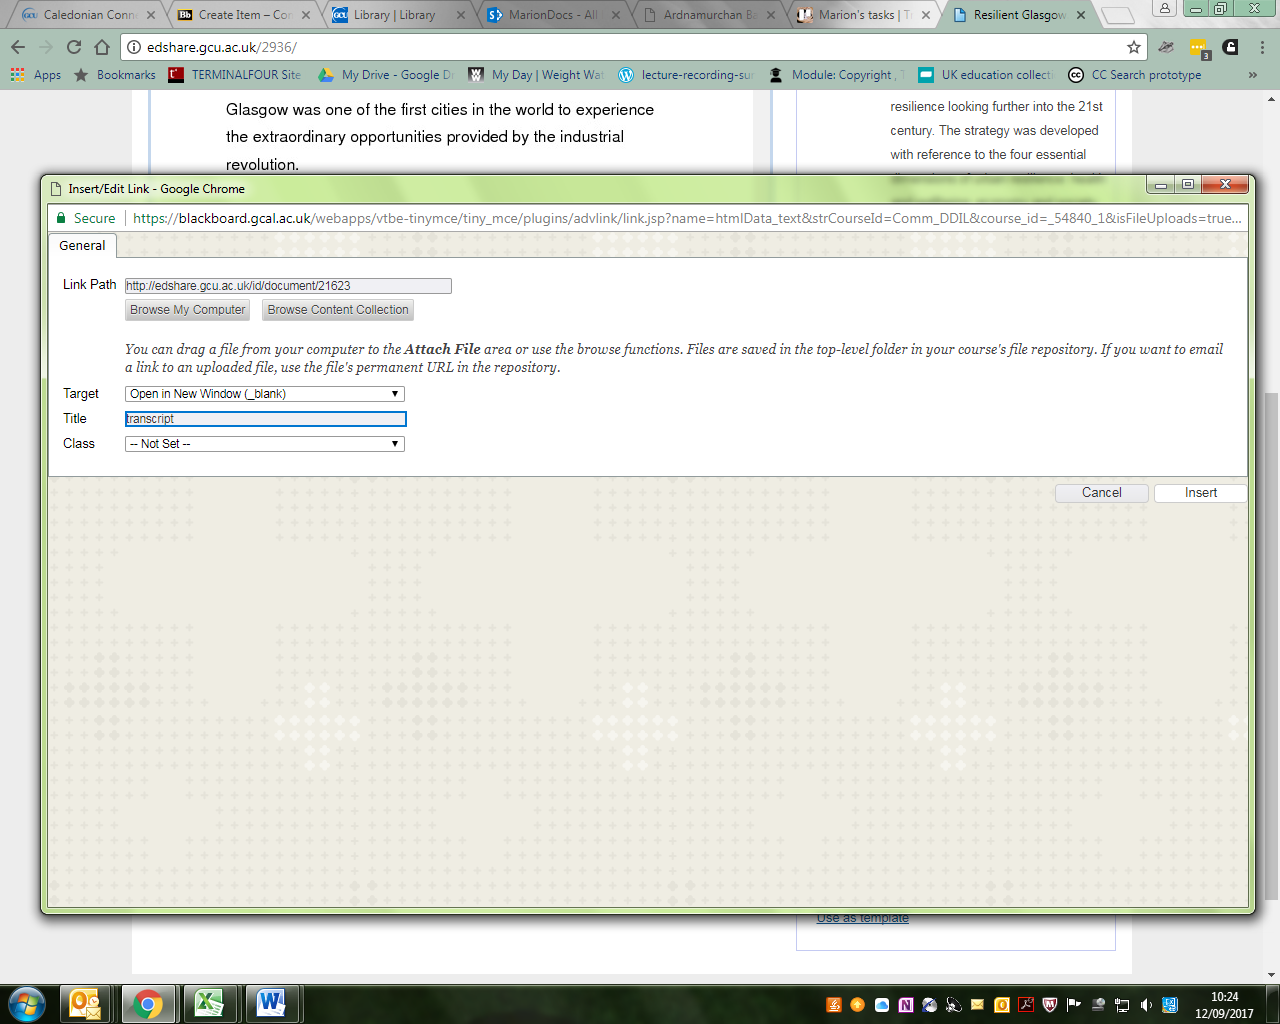 Caledonian Conne
Create Item – Co
Library | Library
MarionDocs - All
Ardnamurchan Ba
Marion's tasks | T
Resilient Glasgow
edshare.gcu.ac.uk/2936/
3
Apps
Bookmarks
TERMINALFOUR Site
My Drive - Google D
My Day | Weight Wat
lecture-recording-su
Module: Copyright ,
UK education collecti
CC Search prototype
»
Glasgow was one of the first cities in the world to experience
the extraordinary opportunities provided by the industrial
revolution.
resilience looking further into the 21st
century. The strategy was developed
with reference to the four essential
Insert/Edit Link - Google Chrome
Secure
https://blackboard.gcal.ac.uk/webapps/vtbe-tinymce/tiny_mce/plugins/advlink/link.jsp?name=htmlData_text&strCourseId=Comm_DDIL&course_id=_54840_1&isFileUploads=true...
General
Link Path
http://edshare.gcu.ac.uk/id/document/21623
Browse My Computer
Browse Content Collection
You can drag a file from your computer to the Attach File area or use the browse functions. Files are saved in the top-level folder in your course's file repository. If you want to email
a link to an uploaded file, use the file's permanent URL in the repository.
Target
Open in New Window (_blank)
Title
transcript
Class
-- Not Set --
Cancel
Insert
Use as template
10:24
12/09/2017